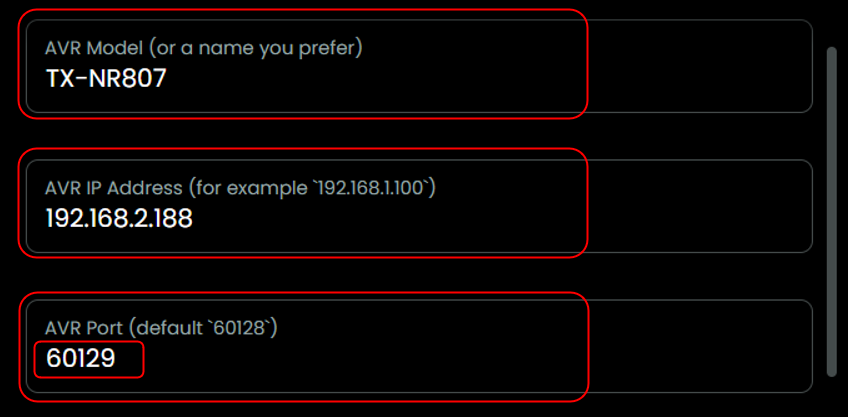 AVR Model (or a name you prefer)
TX-NR807
AVR IP Address (for example `192.168.1.100`)
192.168.2.188
AVR Port (default `60128`)
60129